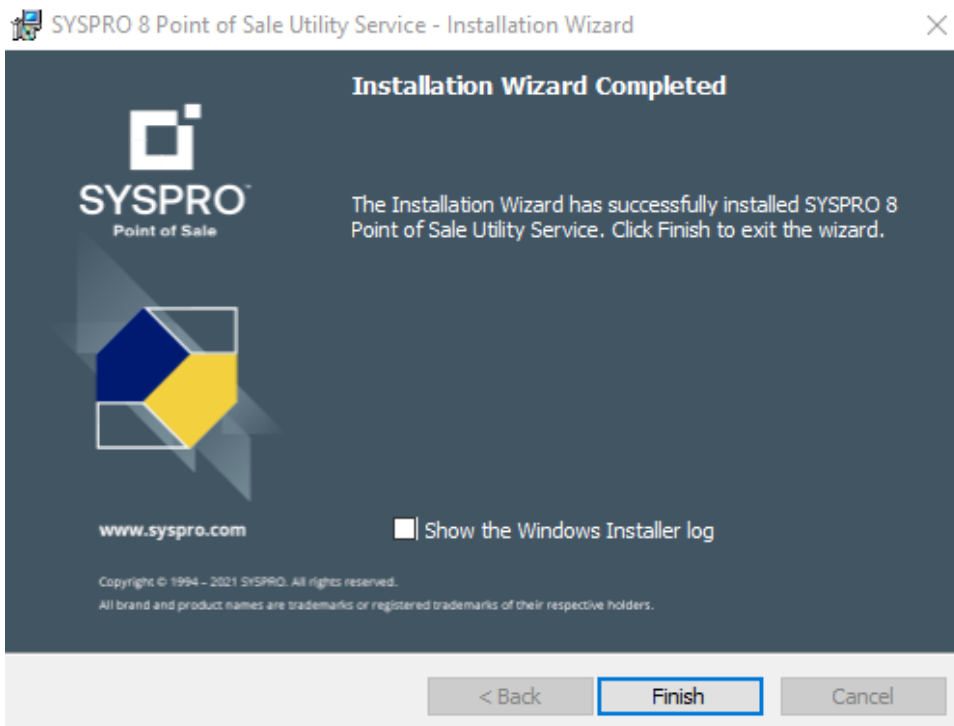 SYSPRO 8 Point of Sale Utility Service - Installation Wizard
Installation Wizard Completed
SYSPRO™
Point of Sale
The Installation Wizard has successfully installed SYSPRO 8
Point of Sale Utility Service. Click Finish to exit the wizard.
www.syspro.com
Show the Windows Installer log
Copyright © 1994 – 2021 SYSPRO. All rights reserved.
All brand and product names are trademarks or registered trademarks of their respective holders.
< Back
Finish
Cancel